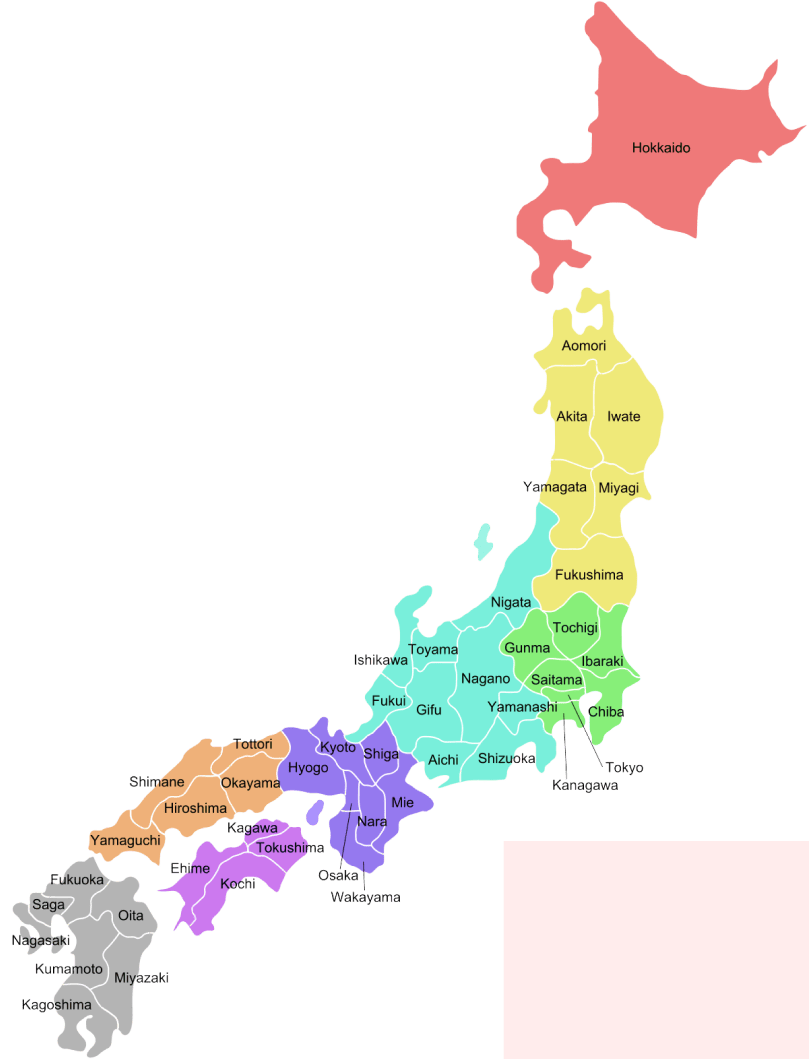 Hokkaido
Aomori
Akita
Iwate
Yamagata
Miyagi
Fukushima
Nigata
Tochigi
Gunma
Toyama
Ishikawa
Ibaraki
Nagano
Saitama
Fukui
Gifu
Yamanashi
Chiba
Tottori
Kyoto
Shiga
Aichi
Shizuoka
Hyogo
Tokyo
Shimane
Okayama
Kanagawa
Hiroshima
Mie
Nara
Kagawa
Yamaguchi
Tokushima
Ehime
Osaka
Fukuoka
Kochi
Wakayama
Saga
Oita
Nagasaki
Kumamoto
Miyazaki
Kagoshima